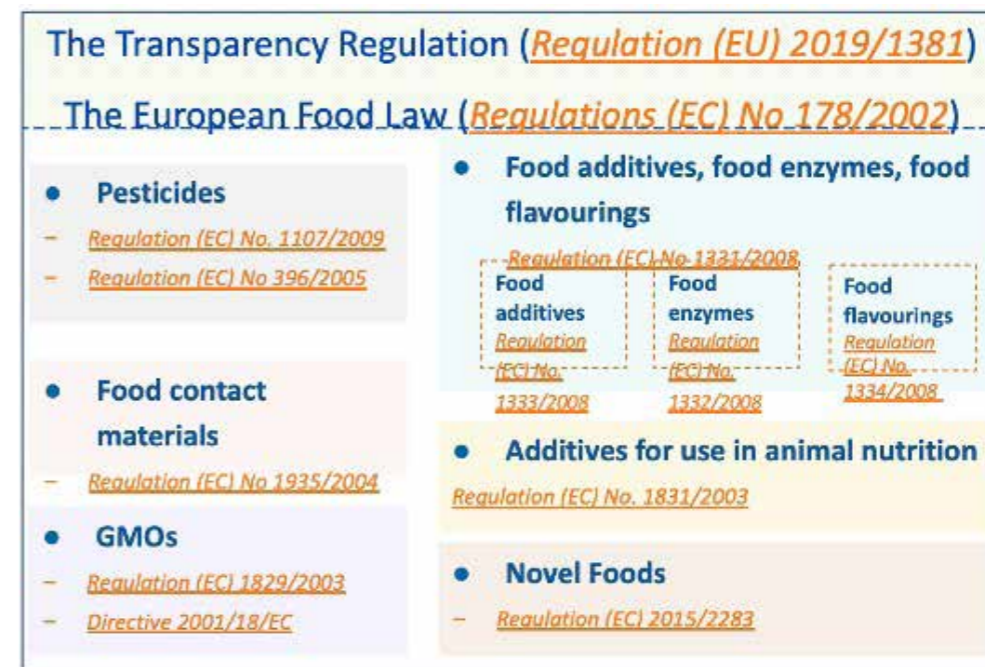 The Transparency Regulation (Regulation (EU) 2019/1381)
The European Food Law (Regulations (EC) No 178/2002)
● Pesticides
– Regulation (EC) No. 1107/2009
– Regulation (EC) No 396/2005
● Food contact
materials
– Regulation (EC) No 1935/2004
● GMOs
– Regulation (EC) 1829/2003
– Directive 2001/18/EC
● Food additives, food enzymes, food
flavourings
Regulation (EC) No 1331/2008
Food
additives
Regulation
(EC) No.
1333/2008
Food
enzymes
Regulation
(EC) No.
1332/2008
Food
flavourings
Regulation
(EC) No.
1334/2008
● Additives for use in animal nutrition
Regulation (EC) No. 1831/2003
● Novel Foods
– Regulation (EC) 2015/2283